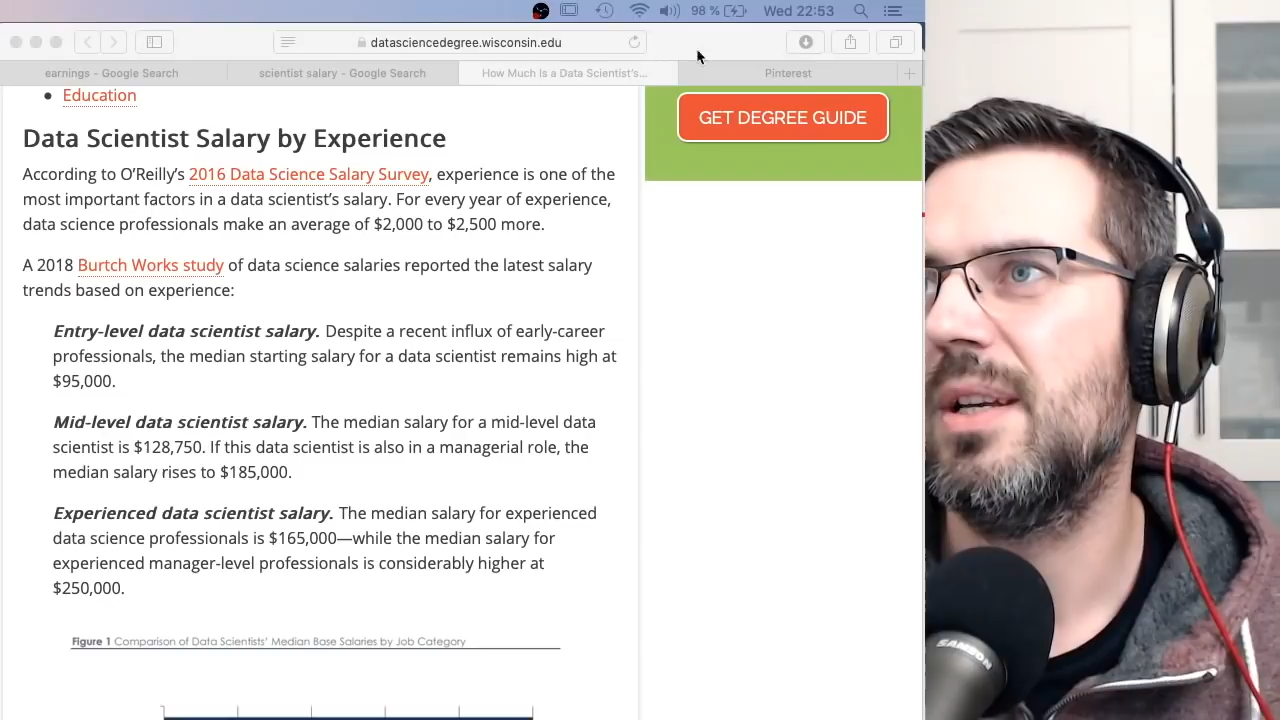 98 %
Wed 22:53
datasciencedegree.wisconsin.edu
earnings - Google Search
scientist salary - Google Search
How Much Is a Data Scientist's...
Pinterest
Education
GET DEGREE GUIDE
Data Scientist Salary by Experience
According to O'Reilly's 2016 Data Science Salary Survey, experience is one of the
most important factors in a data scientist's salary. For every year of experience,
data science professionals make an average of $2,000 to $2,500 more.
A 2018 Burtch Works study of data science salaries reported the latest salary
trends based on experience:
Entry-level data scientist salary. Despite a recent influx of early-career
professionals, the median starting salary for a data scientist remains high at
$95,000.
Mid-level data scientist salary. The median salary for a mid-level data
scientist is $128,750. If this data scientist is also in a managerial role, the
median salary rises to $185,000.
Experienced data scientist salary. The median salary for experienced
data science professionals is $165,000—while the median salary for
experienced manager-level professionals is considerably higher at
$250,000.
Figure 1 Comparison of Data Scientists' Median Base Salaries by Job Category
SAMSON